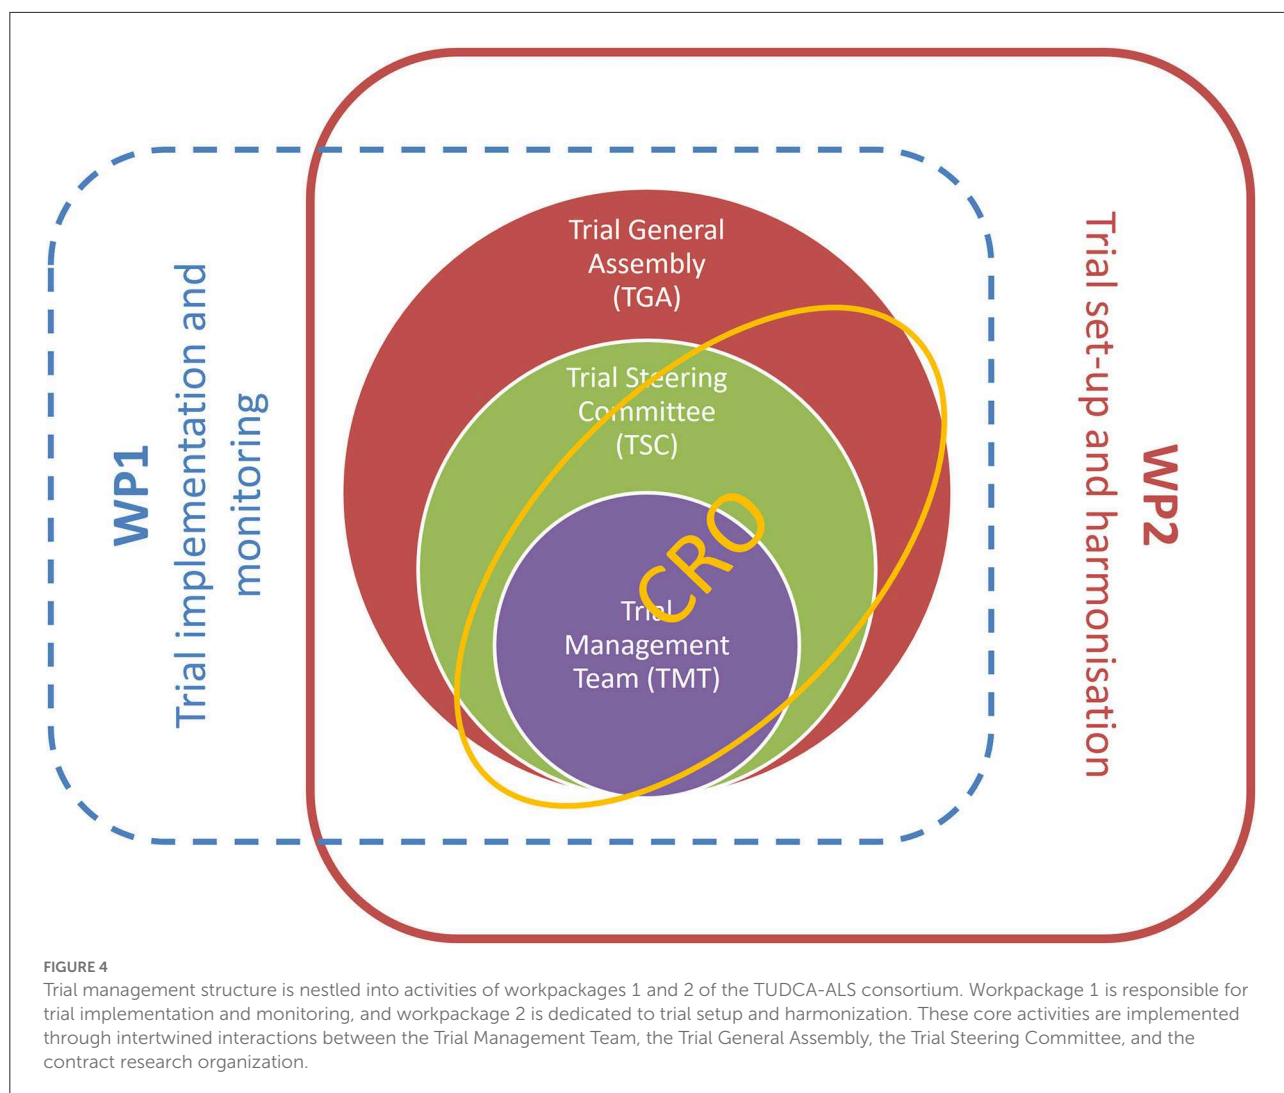 WP1
Trial implementation and
monitoring
Trial General
Assembly
(TGA)
Trial Steering
Committee
(TSC)
CRO
Trial
Management
Team (TMT)
WP2
Trial set-up and harmonisation
FIGURE 4
Trial management structure is nestled into activities of workpackages 1 and 2 of the TUDCA-ALS consortium. Workpackage 1 is responsible for
trial implementation and monitoring, and workpackage 2 is dedicated to trial setup and harmonization. These core activities are implemented
through intertwined interactions between the Trial Management Team, the Trial General Assembly, the Trial Steering Committee, and the
contract research organization.